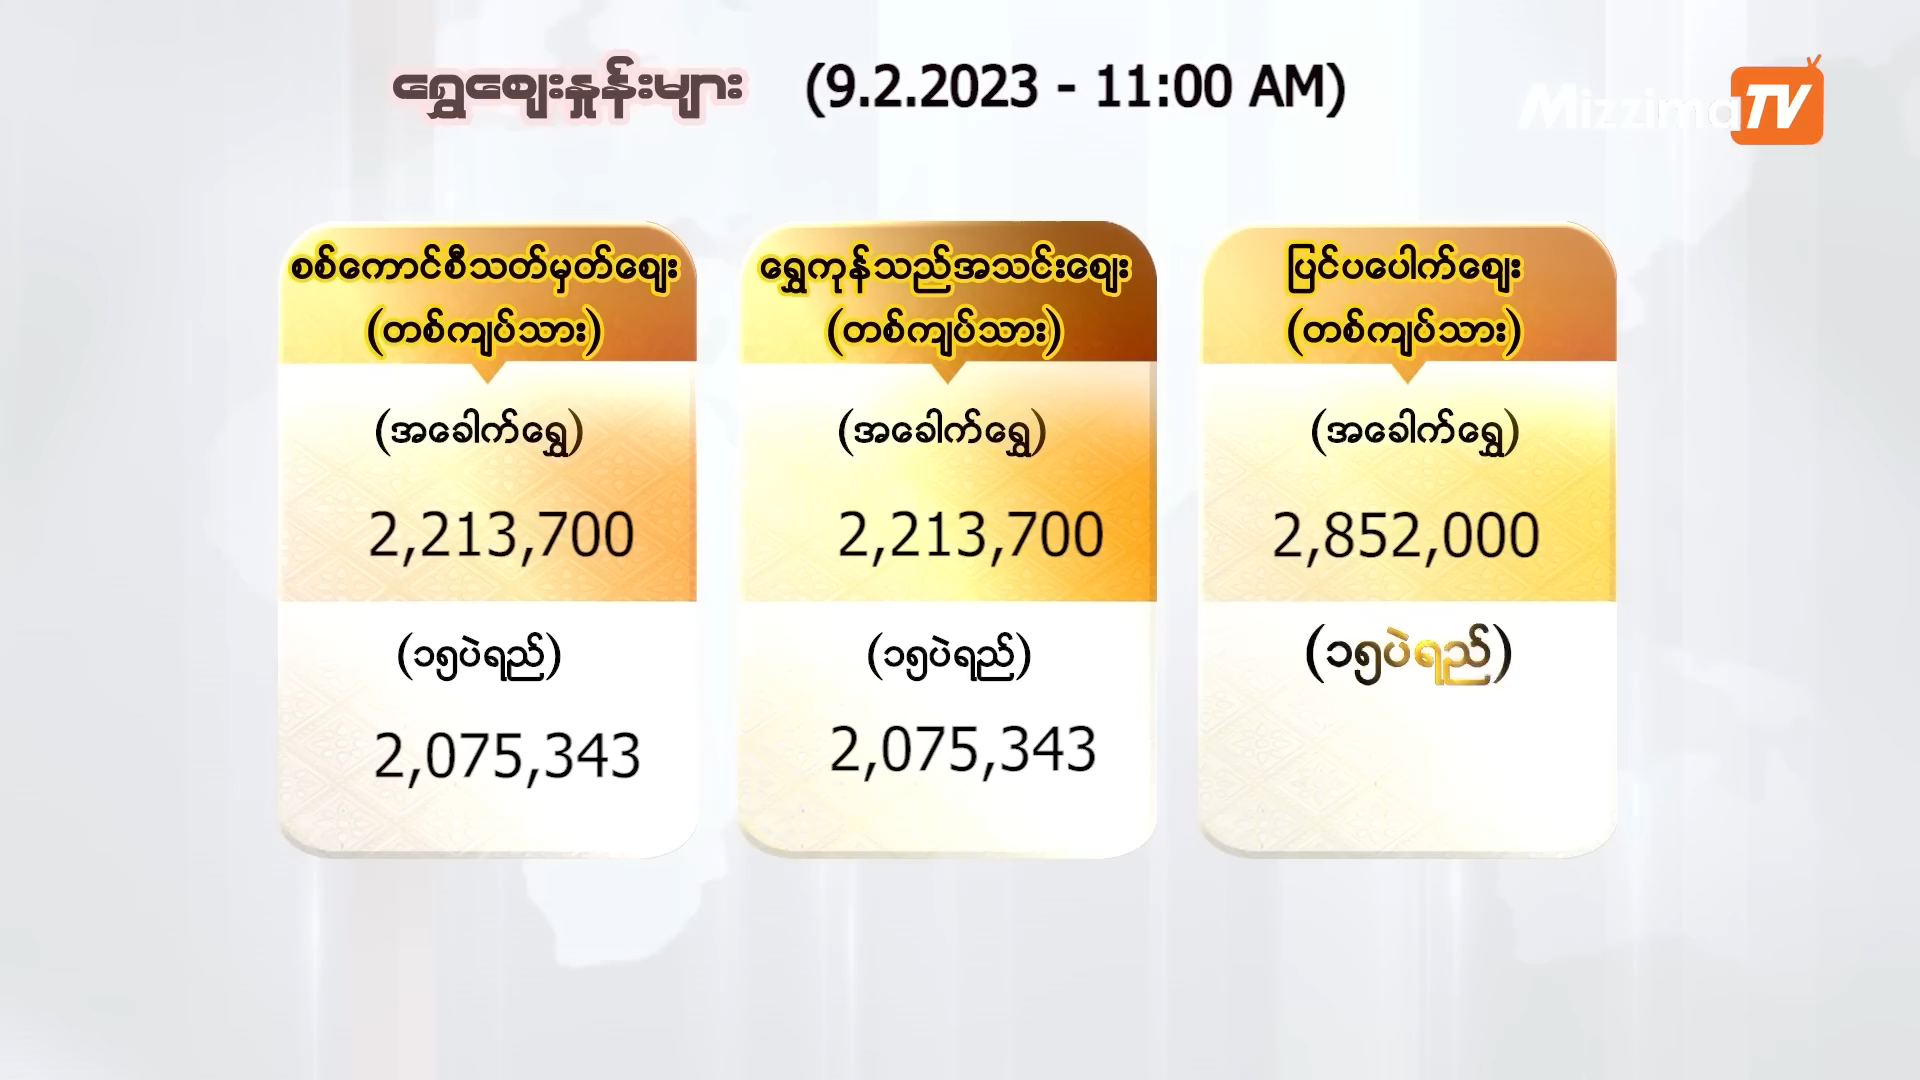 ရွှေဈေးနှုန်းများ (9.2.2023 - 11:00 AM)
Mizzima TV
စစ်ကောင်စီသတ်မှတ်ဈေး
(တစ်ကျပ်သား)
(အခေါက်ရွှေ)
2,213,700
(၁၅ပဲရည်)
2,075,343
ရွှေကုန်သည်အသင်းဈေး
(တစ်ကျပ်သား)
(အခေါက်ရွှေ)
2,213,700
(၁၅ပဲရည်)
2,075,343
ပြင်ပပေါက်ဈေး
(တစ်ကျပ်သား)
(အခေါက်ရွှေ)
2,852,000
(၁၅ပဲရည်)